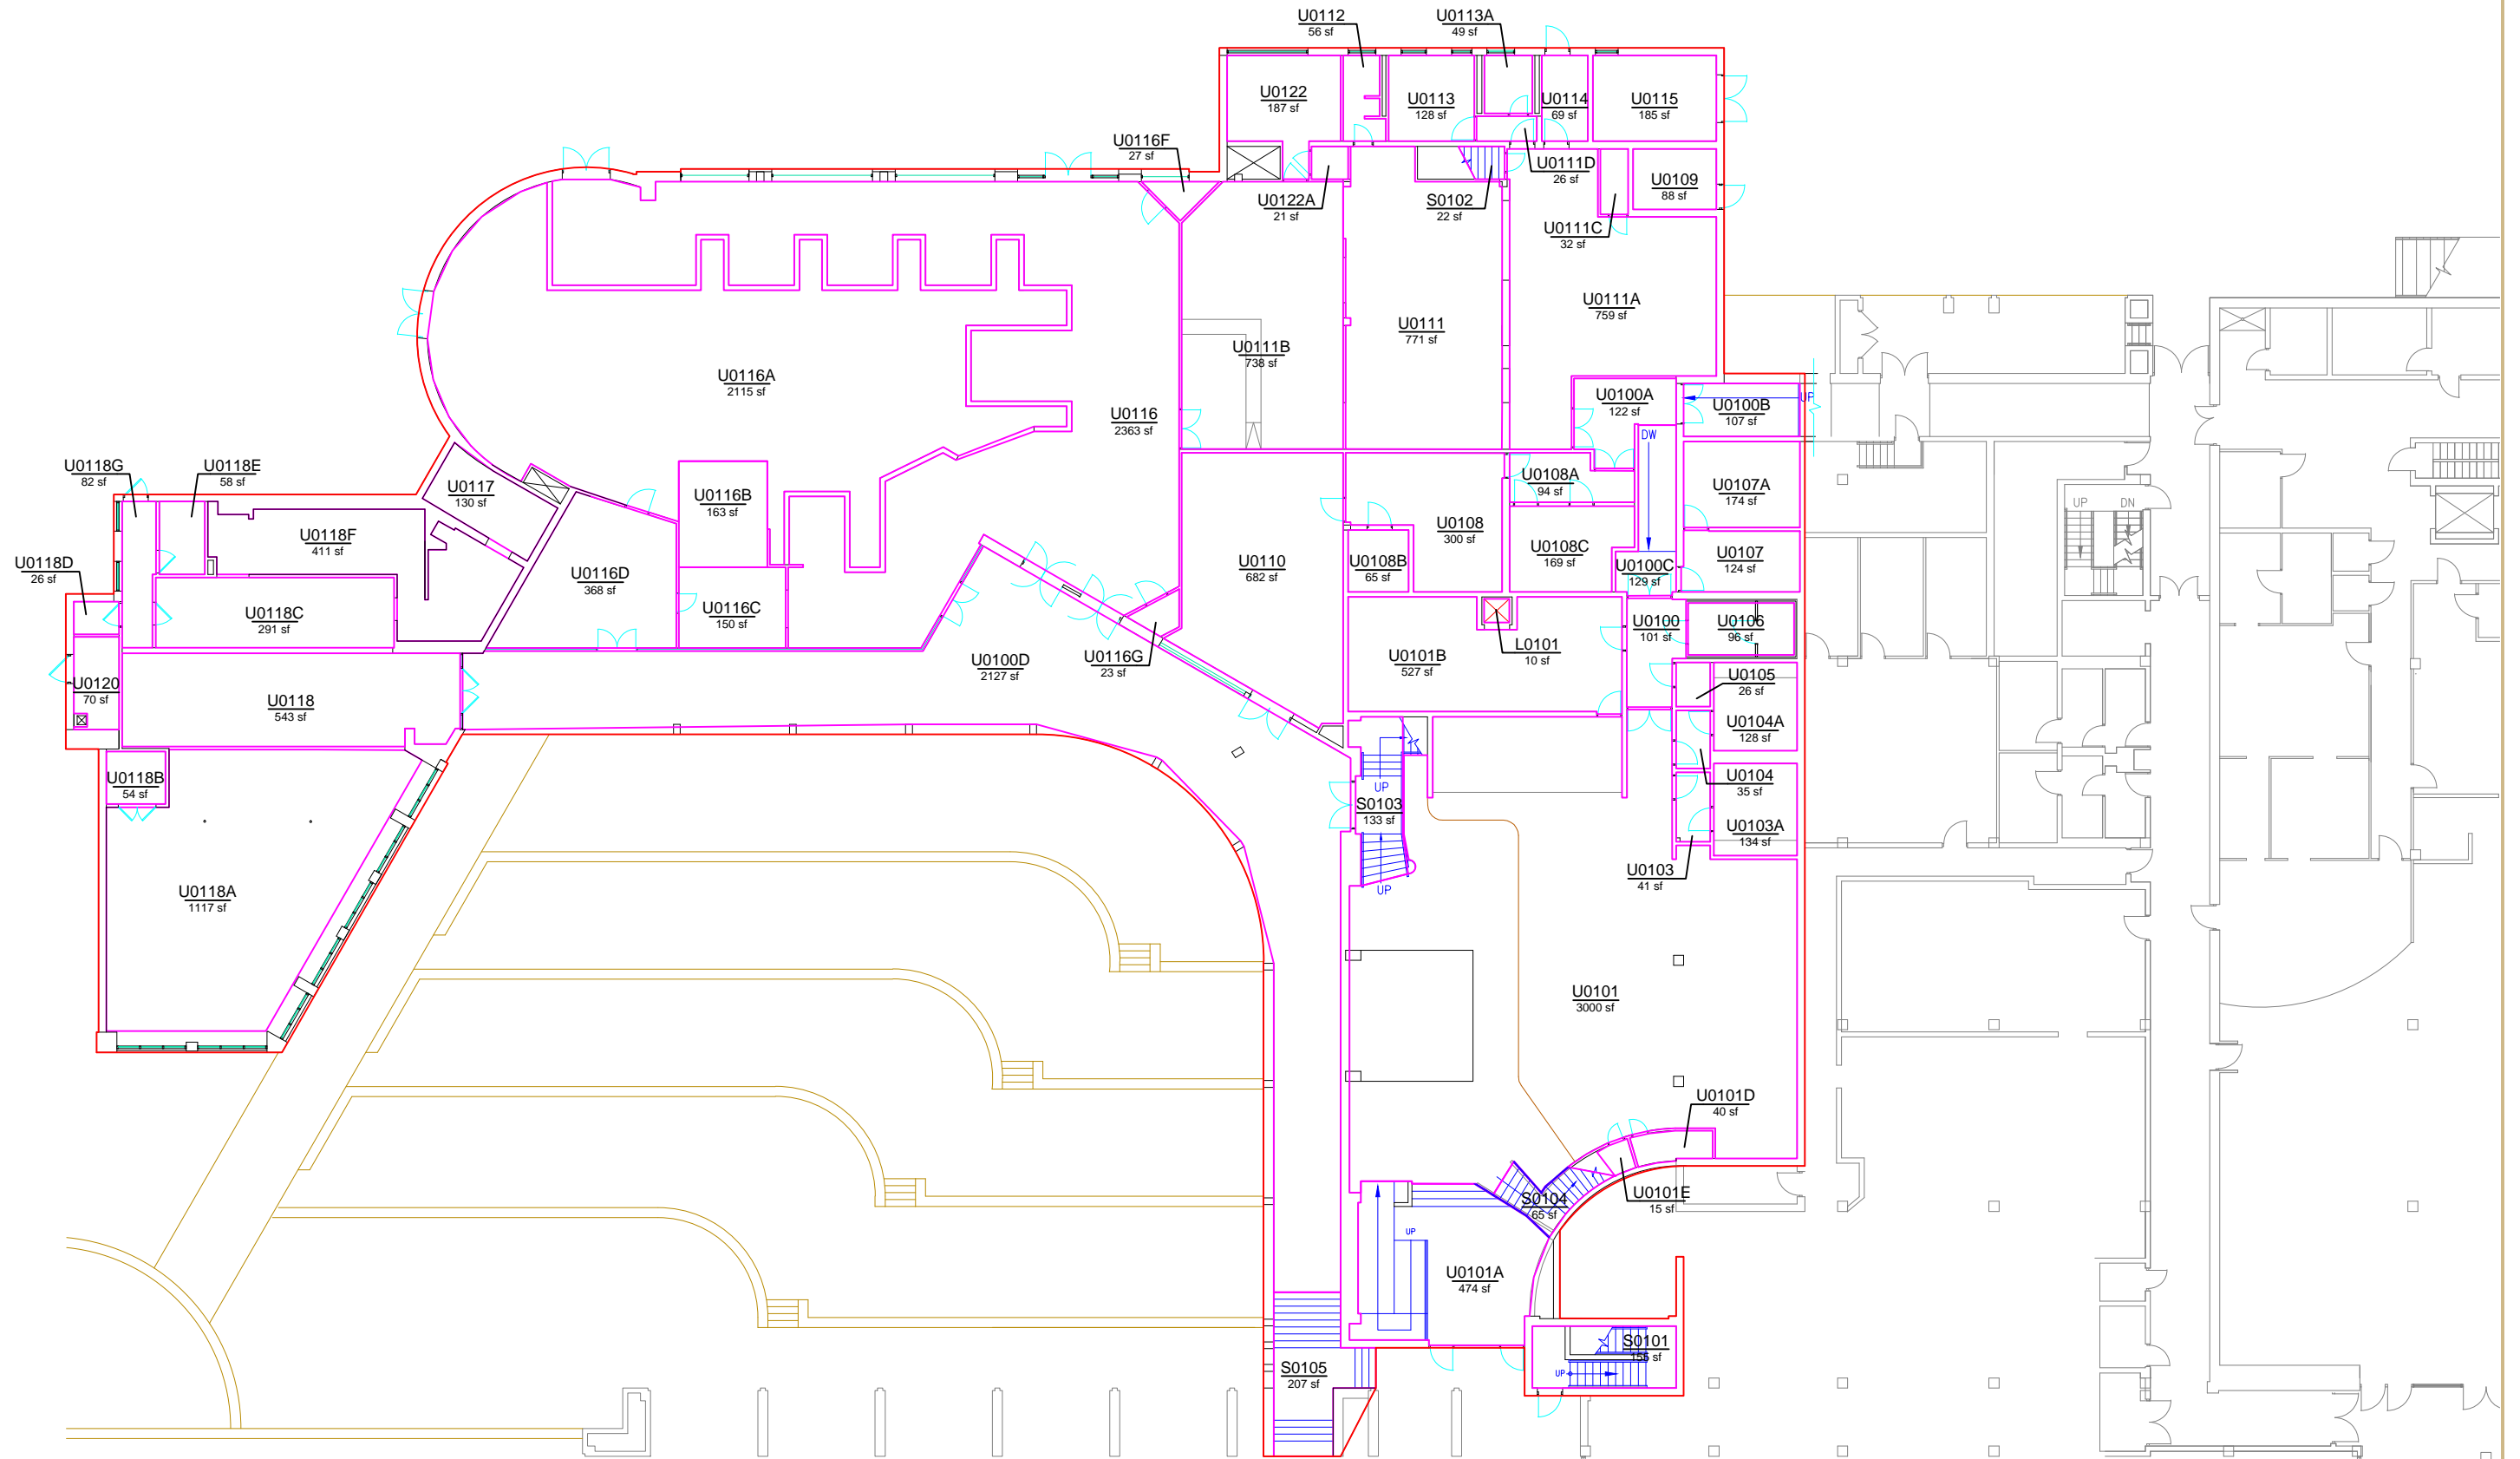 U0112
56 sf
U0113A
49 sf
U0122
187 sf
U0113
128 sf
U0114
69 sf
U0115
185 sf
U0116F
27 sf
U0111D
26 sf
U0109
88 sf
U0122A
21 sf
S0102
22 sf
U0111C
32 sf
U0111A
759 sf
U0111
771 sf
U0111B
738 sf
U0116A
2115 sf
U0116
2363 sf
U0100A
122 sf
U0100B
107 sf
UP
DW
U0118G
82 sf
U0118E
58 sf
U0117
130 sf
U0116B
163 sf
U0108A
94 sf
U0107A
174 sf
UP
DN
U0118F
411 sf
U0108
300 sf
U0108C
169 sf
U0107
124 sf
U0118D
26 sf
U0116D
368 sf
U0110
682 sf
U0108B
65 sf
U0100C
129 sf
U0118C
291 sf
U0116C
150 sf
U0100
101 sf
U0106
96 sf
L0101
10 sf
U0101B
527 sf
U0116G
23 sf
U0100D
2127 sf
U0120
70 sf
U0118
543 sf
U0105
26 sf
U0104A
128 sf
U0118B
54 sf
UP
S0103
133 sf
U0104
35 sf
U0103A
134 sf
U0103
41 sf
UP
U0118A
1117 sf
U0101
3000 sf
U0101D
40 sf
S0104
65 sf
U0101E
15 sf
UP
U0101A
474 sf
S0101
155 sf
UP
S0105
207 sf